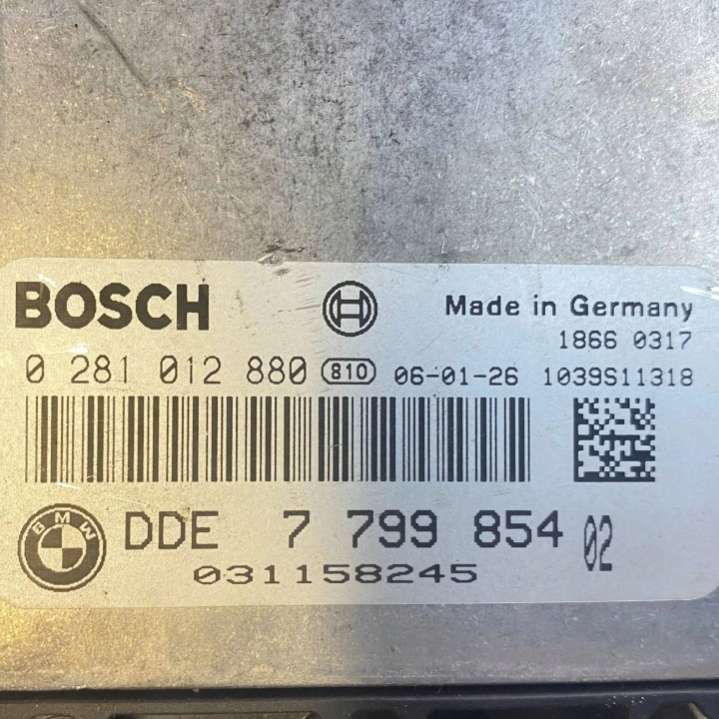 BOSCH Made in Germany
1866 0317
0 281 012 880 810 06-01-26 1039S11318
BMW DDE 7 799 854 02
031158245